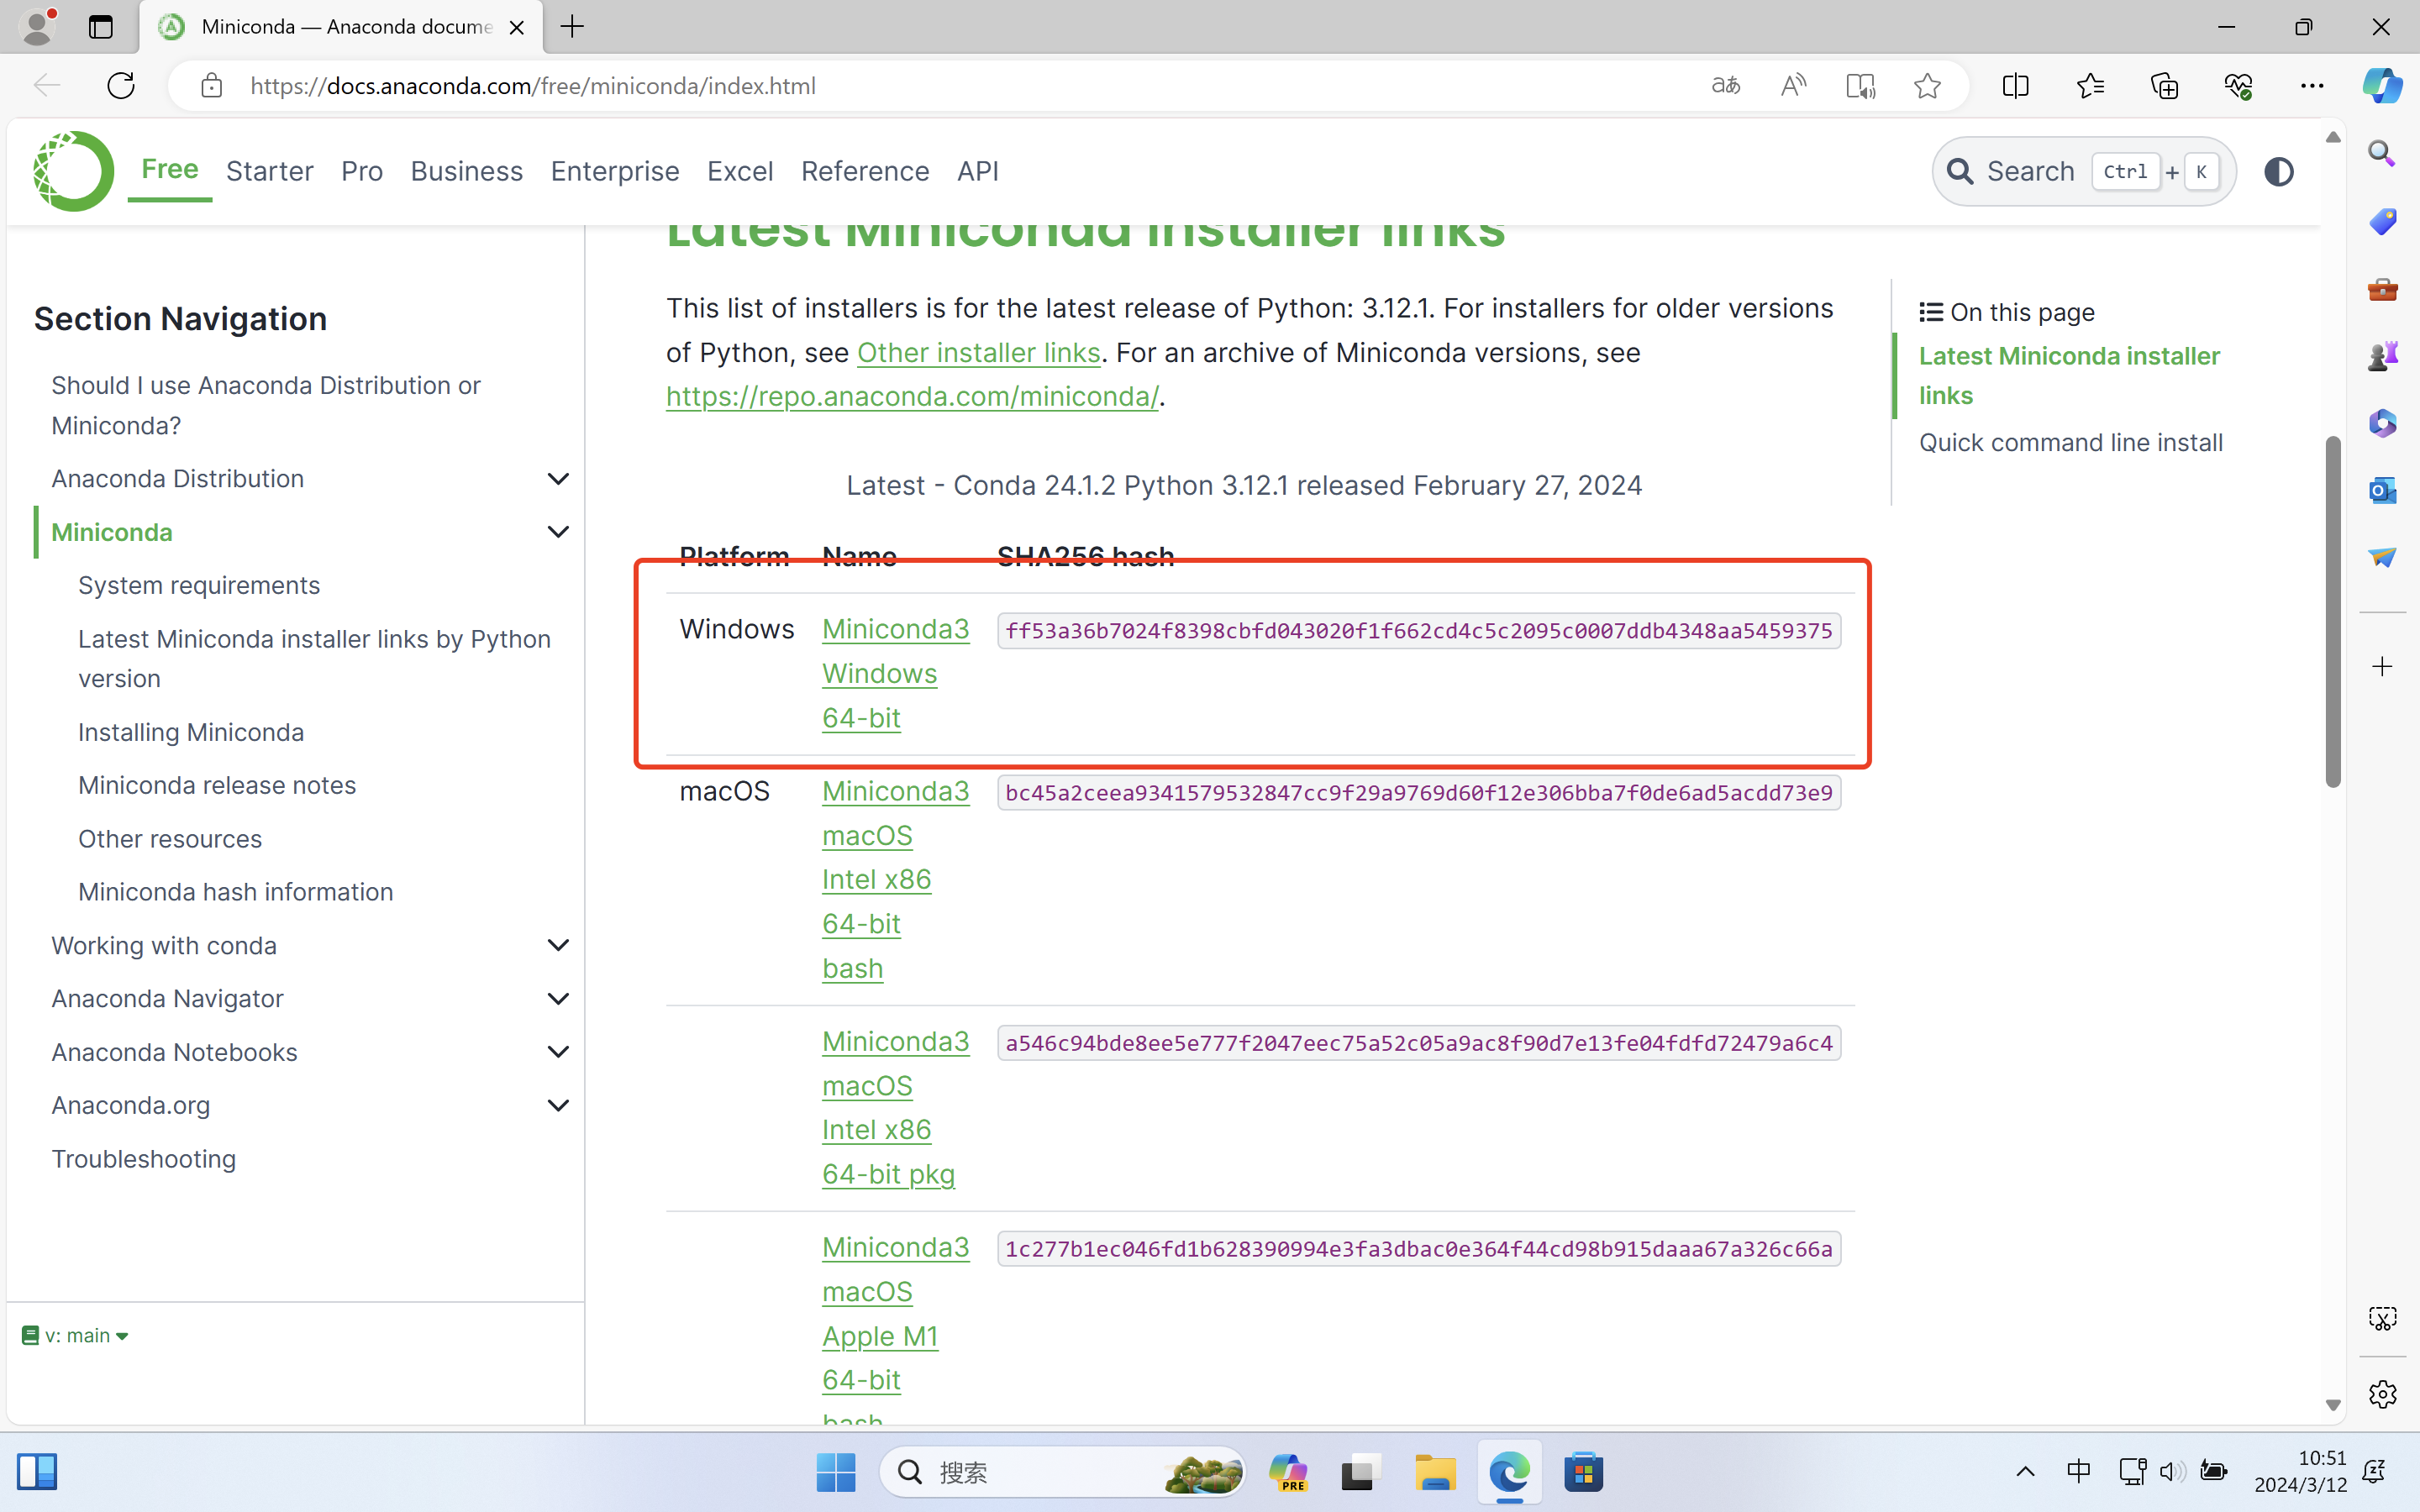 Miniconda — Anaconda docume
https://docs.anaconda.com/free/miniconda/index.html
Free Starter Pro Business Enterprise Excel Reference API
Search Ctrl + K
Latest Miniconda installer links
Section Navigation
Should I use Anaconda Distribution or
Miniconda?
Anaconda Distribution
Miniconda
System requirements
Latest Miniconda installer links by Python
version
Installing Miniconda
Miniconda release notes
Other resources
Miniconda hash information
Working with conda
Anaconda Navigator
Anaconda Notebooks
Anaconda.org
Troubleshooting
v: main
This list of installers is for the latest release of Python: 3.12.1. For installers for older versions
of Python, see Other installer links. For an archive of Miniconda versions, see
https://repo.anaconda.com/miniconda/.
Latest - Conda 24.1.2 Python 3.12.1 released February 27, 2024
Platform Name SHA256 hash
Windows Miniconda3 ff53a36b7024f8398cbfd043020f1f662cd4c5c2095c0007ddb4348aa5459375
Windows
64-bit
macOS Miniconda3 bc45a2ceea9341579532847cc9f29a9769d60f12e306bba7f0de6ad5acdd73e9
macOS
Intel x86
64-bit
bash
Miniconda3 a546c94bde8ee5e777f2047eec75a52c05a9ac8f90d7e13fe04fdfd72479a6c4
macOS
Intel x86
64-bit pkg
Miniconda3 1c277b1ec046fd1b628390994e3fa3dbac0e364f44cd98b915daaa67a326c66a
macOS
Apple M1
64-bit
bash
On this page
Latest Miniconda installer
links
Quick command line install
搜索
PRE
中
10:51
2024/3/12